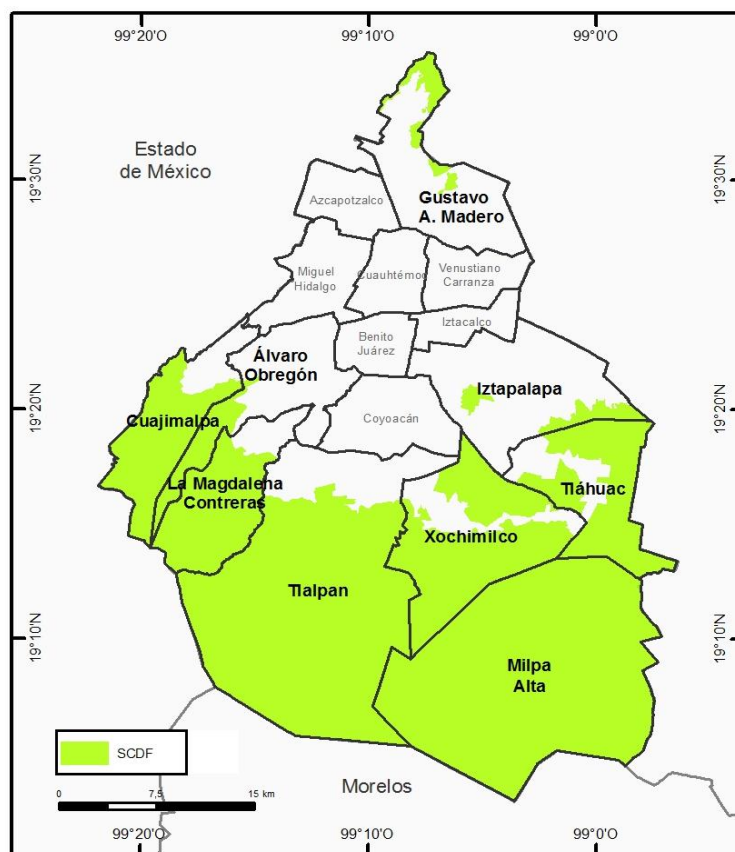 99°20'O
99°10'O
99°0'O
19°30'N
19°30'N
Estado
de México
Azcapotzalco
Gustavo
A. Madero
Miguel
Hidalgo
Cuauhtémoc
Venustiano
Carranza
Iztacalco
Benito
Juárez
Álvaro
Obregón
Iztapalapa
19°20'N
19°20'N
Cuajimalpa
Coyoacán
La Magdalena
Contreras
Tláhuac
Xochimilco
Tlalpan
19°10'N
19°10'N
Milpa
Alta
SCDF
0
7,5
15 km
Morelos
99°20'O
99°10'O
99°0'O